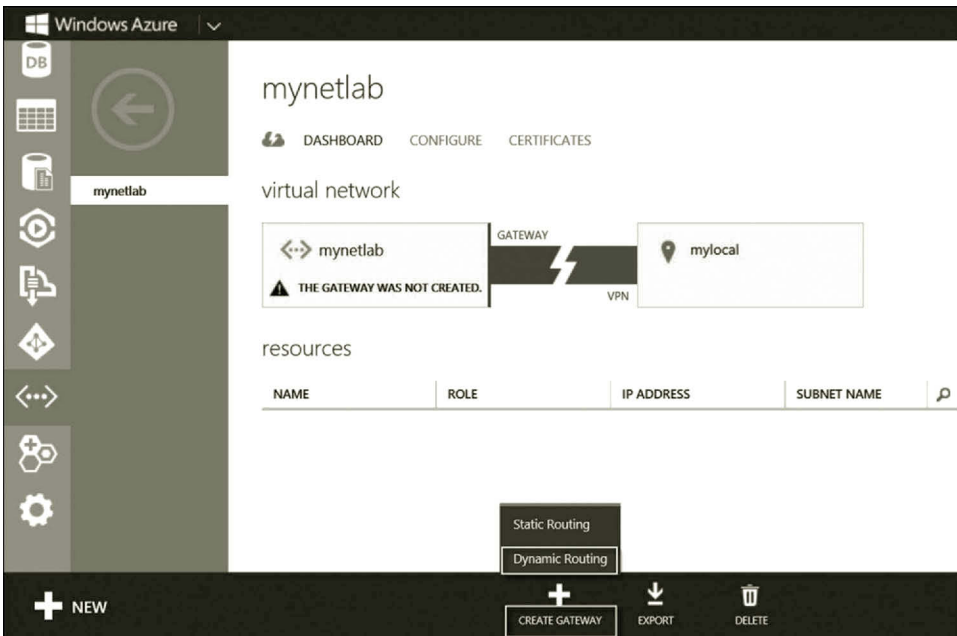 Windows Azure
DB
mynetlab
mynetlab
DASHBOARD CONFIGURE CERTIFICATES
virtual network
mynetlab
THE GATEWAY WAS NOT CREATED.
GATEWAY
VPN
mylocal
resources
NAME ROLE IP ADDRESS SUBNET NAME
Static Routing
Dynamic Routing
NEW
CREATE GATEWAY
EXPORT
DELETE